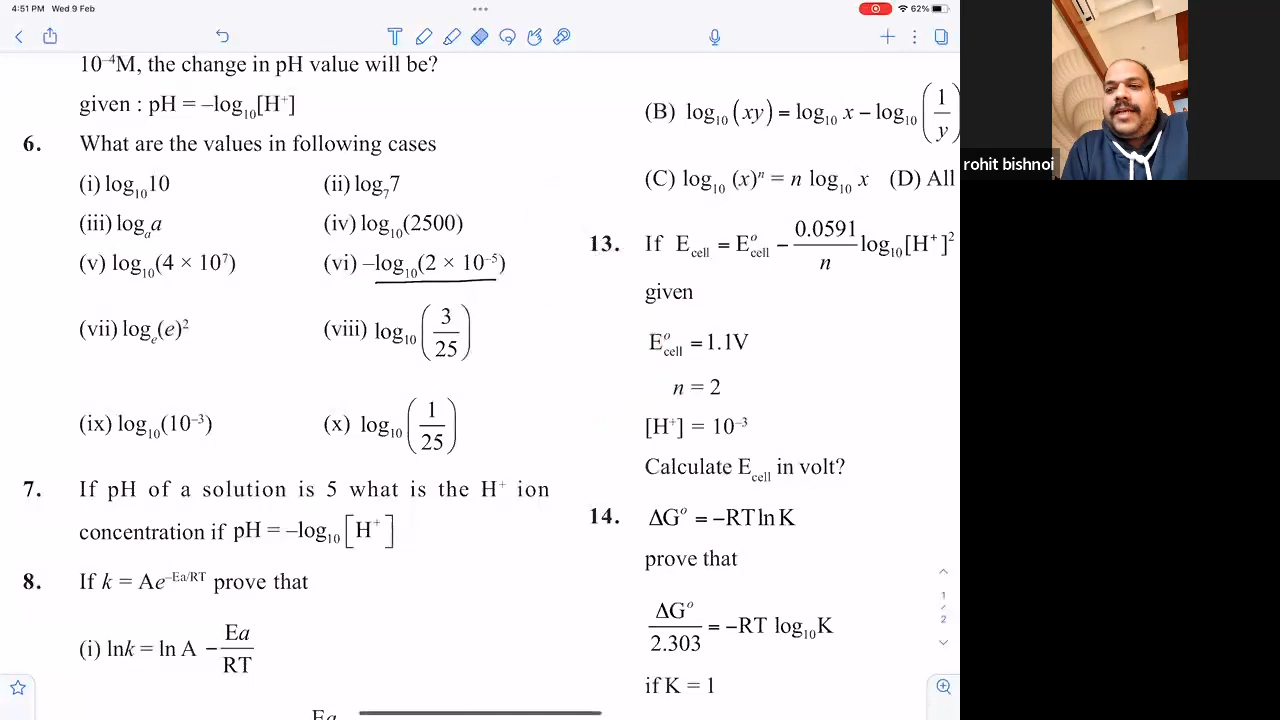 4:51 PM Wed 9 Feb
62%
10⁻⁴M, the change in pH value will be?
given : pH = –log₁₀[H⁺]
6. What are the values in following cases
(i) log₁₀10 (ii) log₇7
(iii) logₐa (iv) log₁₀(2500)
(v) log₁₀(4 × 10⁷) (vi) –log₁₀(2 × 10⁻⁵)
(vii) logₑ(e)² (viii) log₁₀(3/25)
(ix) log₁₀(10⁻³) (x) log₁₀(1/25)
7. If pH of a solution is 5 what is the H⁺ ion
concentration if pH = –log₁₀[H⁺]
8. If k = Ae^–Ea/RT prove that
(i) lnk = ln A – Ea/RT
Ea
(B) log₁₀(xy) = log₁₀ x – log₁₀(1/y)
(C) log₁₀ (x)ⁿ = n log₁₀ x (D) All
13. If E_cell = E°_cell – 0.0591/n log₁₀[H⁺]²
given
E°_cell = 1.1V
n = 2
[H⁺] = 10⁻³
Calculate E_cell in volt?
14. ΔG° = –RT ln K
prove that
ΔG°/2.303 = –RT log₁₀K
if K = 1
1
/
2
rohit bishnoi